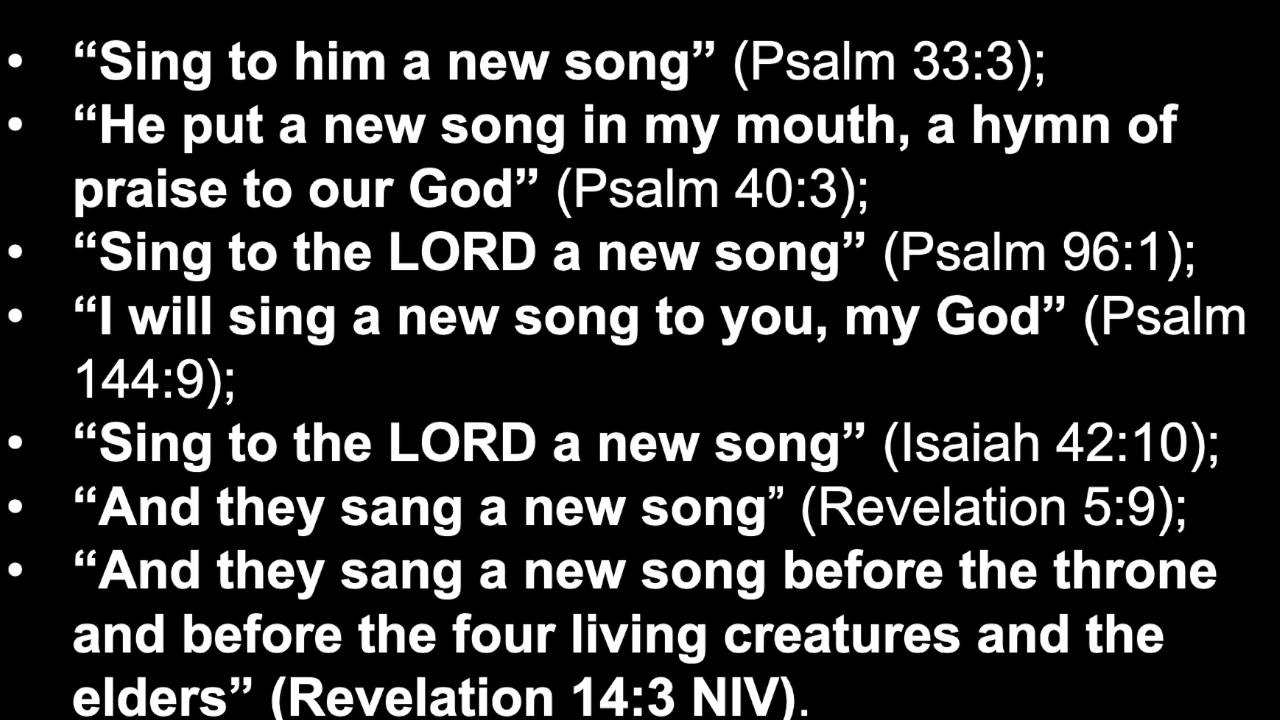 • “Sing to him a new song” (Psalm 33:3);
• “He put a new song in my mouth, a hymn of
praise to our God” (Psalm 40:3);
• “Sing to the LORD a new song” (Psalm 96:1);
• “I will sing a new song to you, my God” (Psalm
144:9);
• “Sing to the LORD a new song” (Isaiah 42:10);
• “And they sang a new song” (Revelation 5:9);
• “And they sang a new song before the throne
and before the four living creatures and the
elders” (Revelation 14:3 NIV).